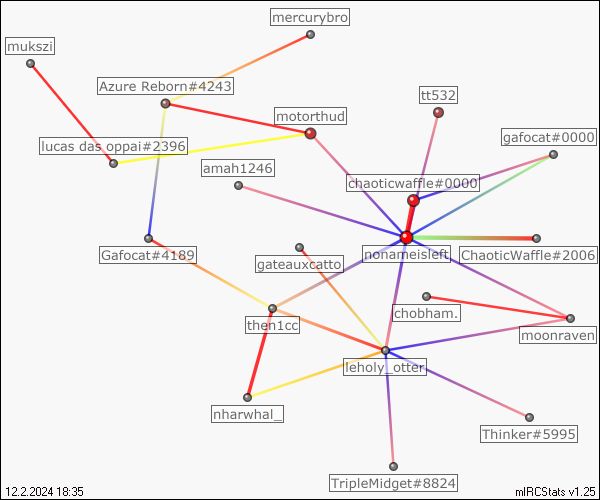 mercurybro
mukszi
Azure Reborn#4243
tt532
motorthud
gafocat#0000
lucas das oppai#2396
amah1246
chaoticwaffle#0000
nonameisleft
Gafocat#4189
gateauxcatto
ChaoticWaffle#2006
chobham.
then1cc
moonraven
leholy_otter
nharwhal_
Thinker#5995
TripleMidget#8824
12.2.2024 18:35
mIRCStats v1.25